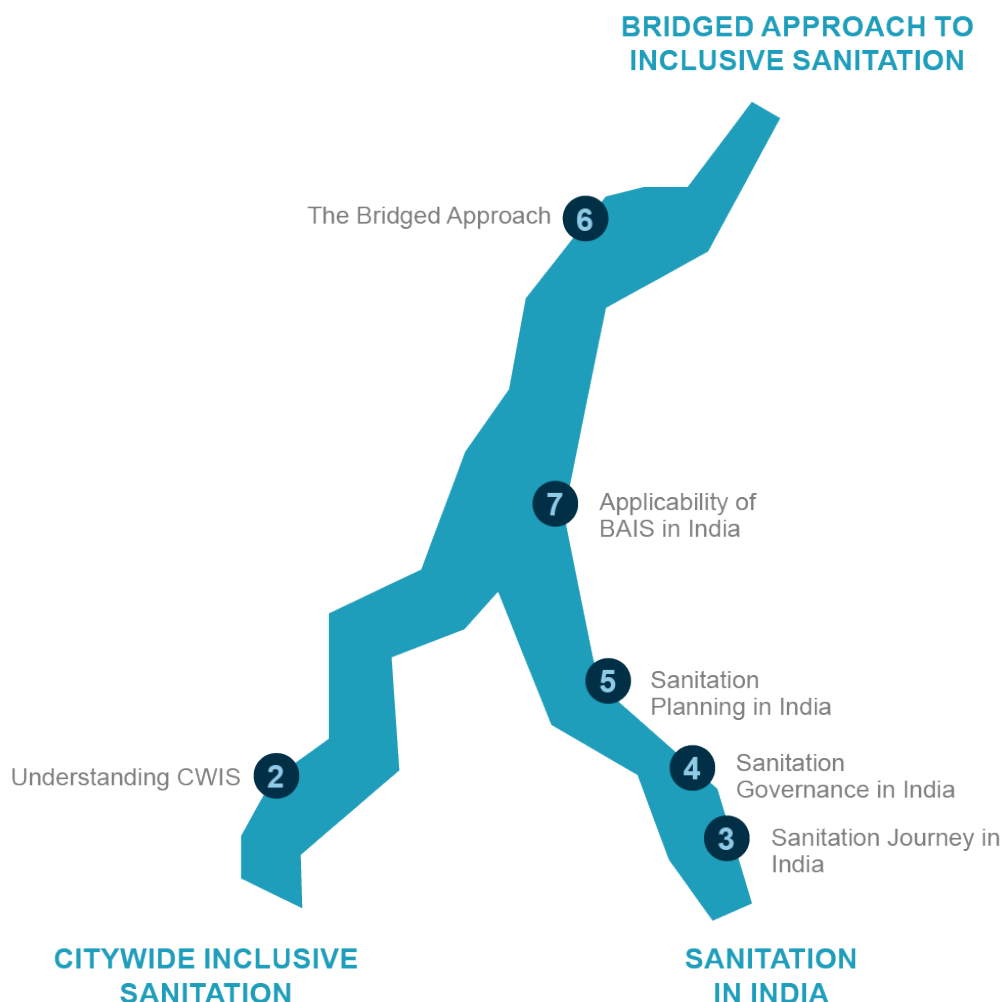 BRIDGED APPROACH TO
INCLUSIVE SANITATION
The Bridged Approach
6
7
Applicability of
BAIS in India
5
Sanitation
Planning in India
Understanding CWIS
2
4
Sanitation
Governance in India
3
Sanitation Journey in
India
CITYWIDE INCLUSIVE
SANITATION
SANITATION
IN INDIA